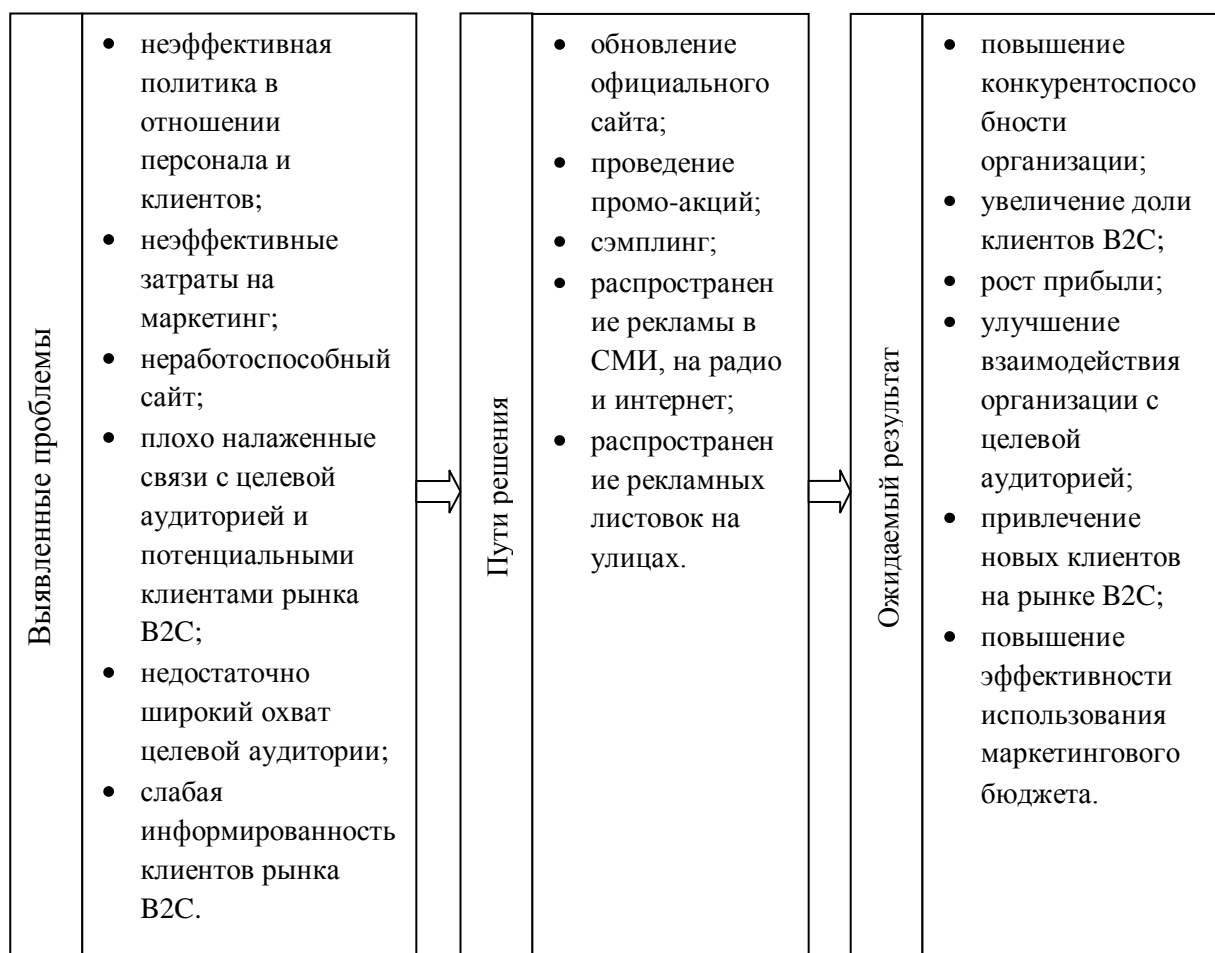 Выявленные проблемы
• неэффективная
политика в
отношении
персонала и
клиентов;
• неэффективные
затраты на
маркетинг;
• неработоспособный
сайт;
• плохо налаженные
связи с целевой
аудиторией и
потенциальными
клиентами рынка
B2C;
• недостаточно
широкий охват
целевой аудитории;
• слабая
информированность
клиентов рынка
B2C.
Пути решения
• обновление
официального
сайта;
• проведение
промо-акций;
• сэмплинг;
• распространен
ие рекламы в
СМИ, на радио
и интернет;
• распространен
ие рекламных
листовок на
улицах.
Ожидаемый результат
• повышение
конкурентоспосо
бности
организации;
• увеличение доли
клиентов B2C;
• рост прибыли;
• улучшение
взаимодействия
организации с
целевой
аудиторией;
• привлечение
новых клиентов
на рынке B2C;
• повышение
эффективности
использования
маркетингового
бюджета.